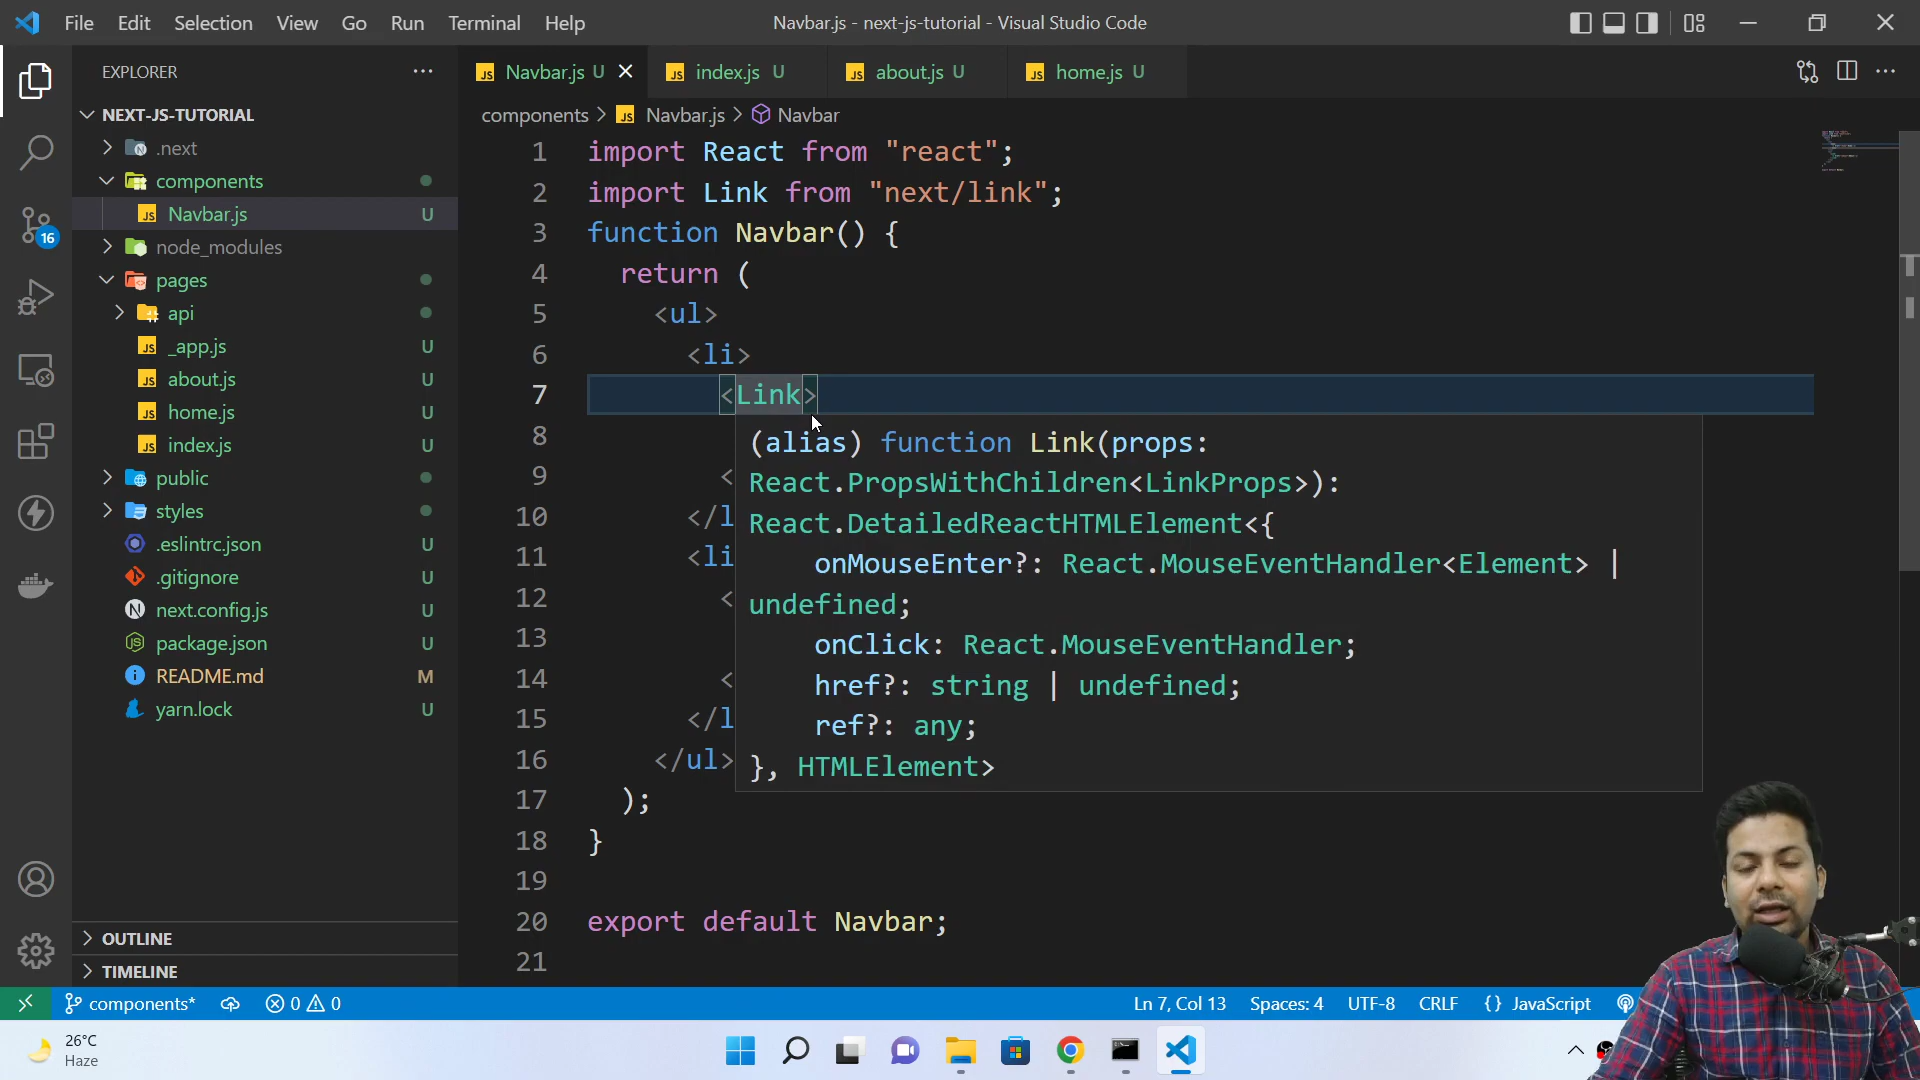 File Edit Selection View Go Run Terminal Help
Navbar.js - next-js-tutorial - Visual Studio Code
EXPLORER
NEXT-JS-TUTORIAL
.next
components
Navbar.js U
node_modules
pages
api
_app.js U
about.js U
home.js U
index.js U
public
styles
.eslintrc.json U
.gitignore U
next.config.js U
package.json U
README.md M
yarn.lock U
OUTLINE
TIMELINE
16
Navbar.js U index.js U about.js U home.js U
components > Navbar.js > Navbar
1 import React from "react";
2 import Link from "next/link";
3 function Navbar() {
4 return (
5 <ul>
6 <li>
7 <Link>
8
9 <
10 </l
11 <li
12 <
13
14 <
15 </l
16 </ul>
17 );
18 }
19
20 export default Navbar;
21
(alias) function Link(props:
React.PropsWithChildren<LinkProps>):
React.DetailedReactHTMLElement<{
onMouseEnter?: React.MouseEventHandler<Element> |
undefined;
onClick: React.MouseEventHandler;
href?: string | undefined;
ref?: any;
}, HTMLElement>
components* 0 0 Ln 7, Col 13 Spaces: 4 UTF-8 CRLF {} JavaScript
26°C
Haze